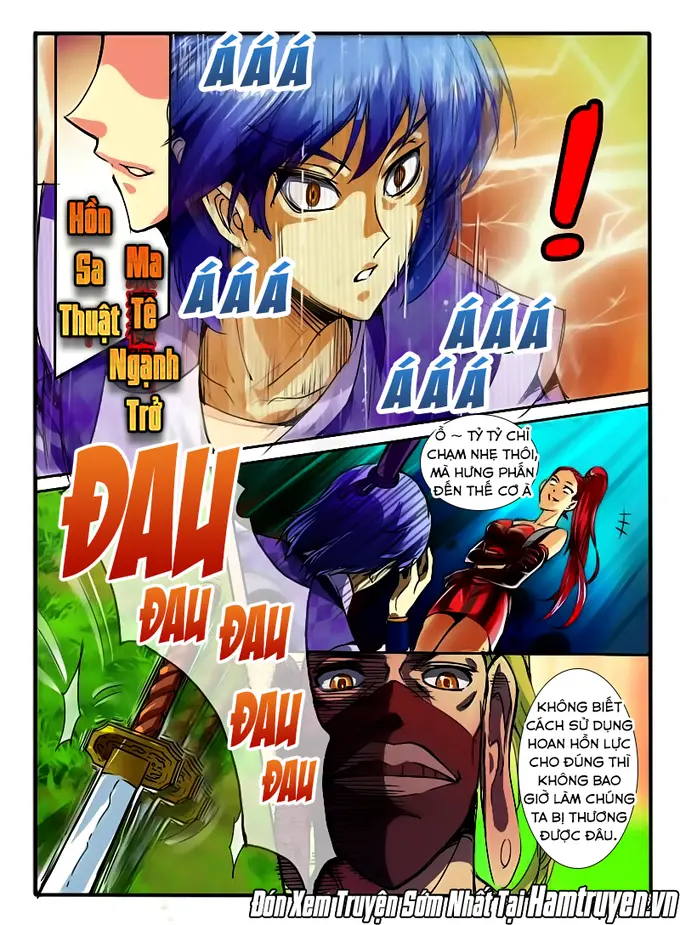 ÁÁÁ
Hồn
Sa
Thuật
Ma
Tê
Ngạnh
Trở
!
ÁÁÁ
ÁÁÁ
ÁÁÁ
ĐAU
ĐAU
ĐAU
ĐAU
ĐAU
Ồ ~ TỶ TỶ CHỈ
CHẠM NHẸ THÔI,
MÀ HƯNG PHẤN
ĐẾN THẾ CƠ À
KHÔNG BIẾT
CÁCH SỬ DỤNG
HOAN HỒN LỰC
CHO ĐÚNG THÌ
KHÔNG BAO
GIỜ LÀM CHÚNG
TA BỊ THƯƠNG
ĐƯỢC ĐÂU.
Đón Xem Truyện Sớm Nhất Tại Hamtruyen.vn